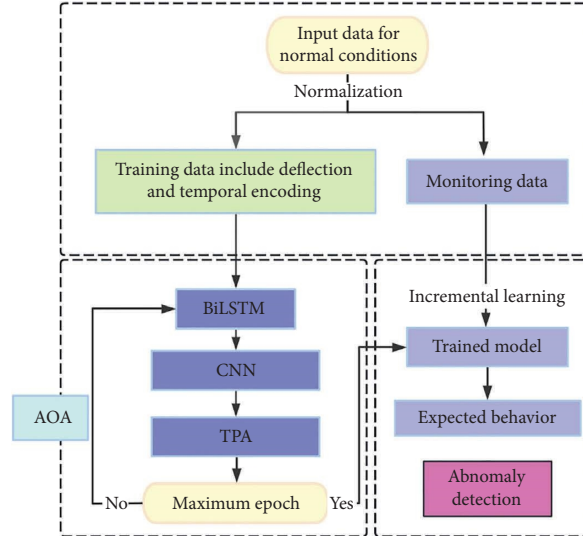 Input data for
normal conditions
Normalization
Training data include deflection
and temporal encoding
Monitoring data
BiLSTM
Incremental learning
CNN
Trained model
AOA
TPA
Expected behavior
No
Maximum epoch
Yes
Abnomaly
detection